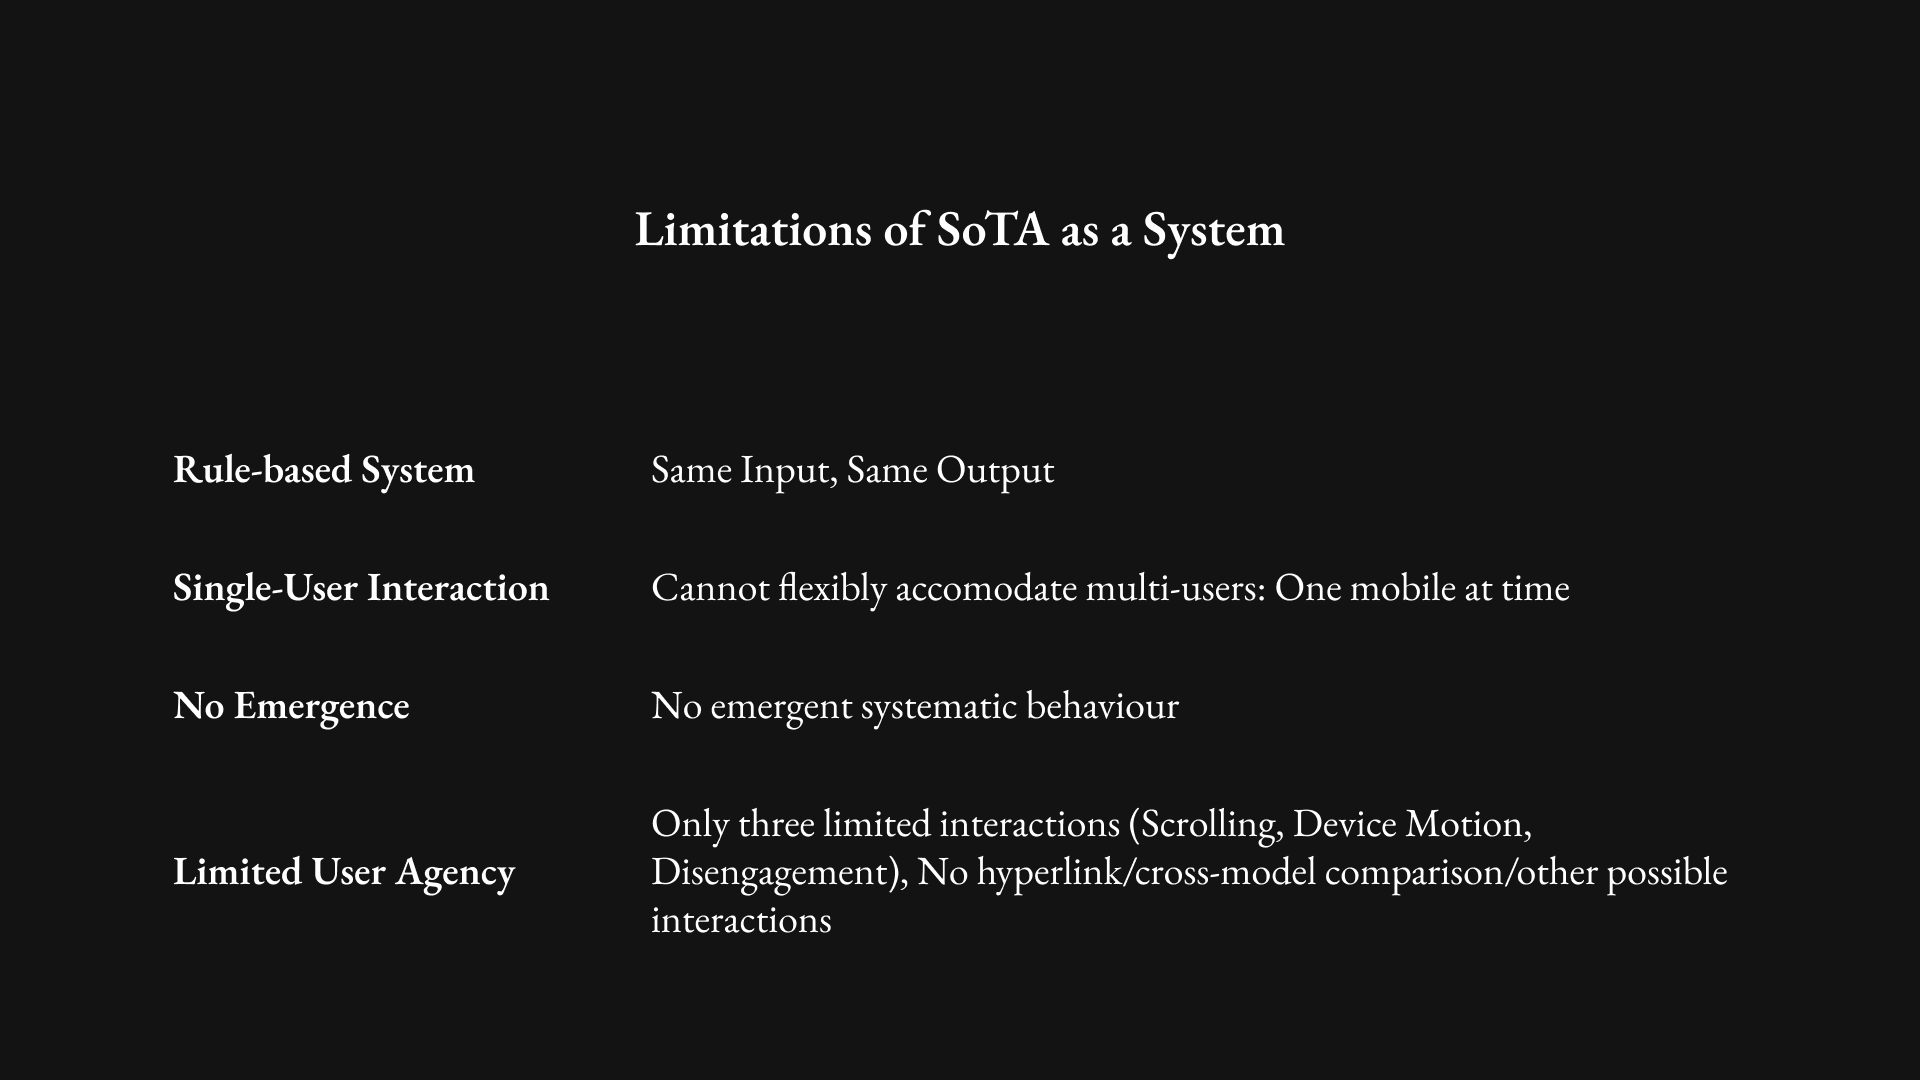 Limitations of SoTA as a System
Rule-based System
Same Input, Same Output
Single-User Interaction
Cannot flexibly accomodate multi-users: One mobile at time
No Emergence
No emergent systematic behaviour
Limited User Agency
Only three limited interactions (Scrolling, Device Motion,
Disengagement), No hyperlink/cross-model comparison/other possible
interactions